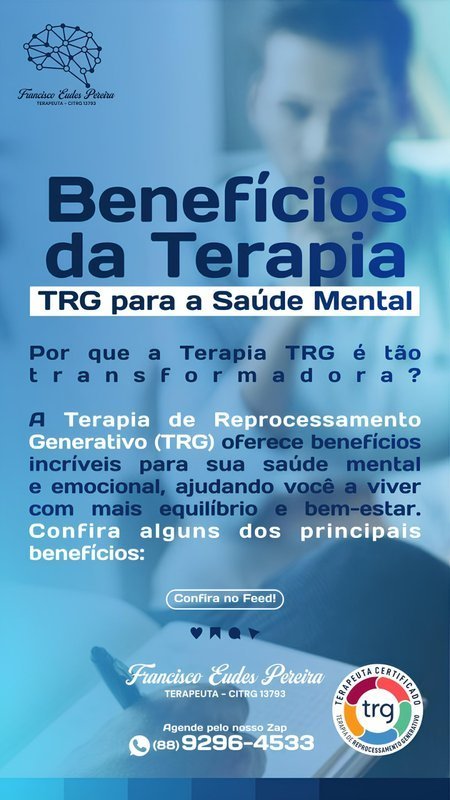 Francisco Eudes Pereira
TERAPEUTA - CITRG 13793
Benefícios
da Terapia
TRG para a Saúde Mental
Por que a Terapia TRG é tão
transformadora?
A Terapia de Reprocessamento
Generativo (TRG) oferece benefícios
incríveis para sua saúde mental
e emocional, ajudando você a viver
com mais equilíbrio e bem-estar.
Confira alguns dos principais
benefícios:
Confira no Feed!
Francisco Eudes Pereira
TERAPEUTA - CITRG 13793
Agende pelo nosso Zap
(88) 9296-4533
TERAPEUTA CERTIFICADO
trg
TERAPIA DE REPROCESSAMENTO GENERATIVO